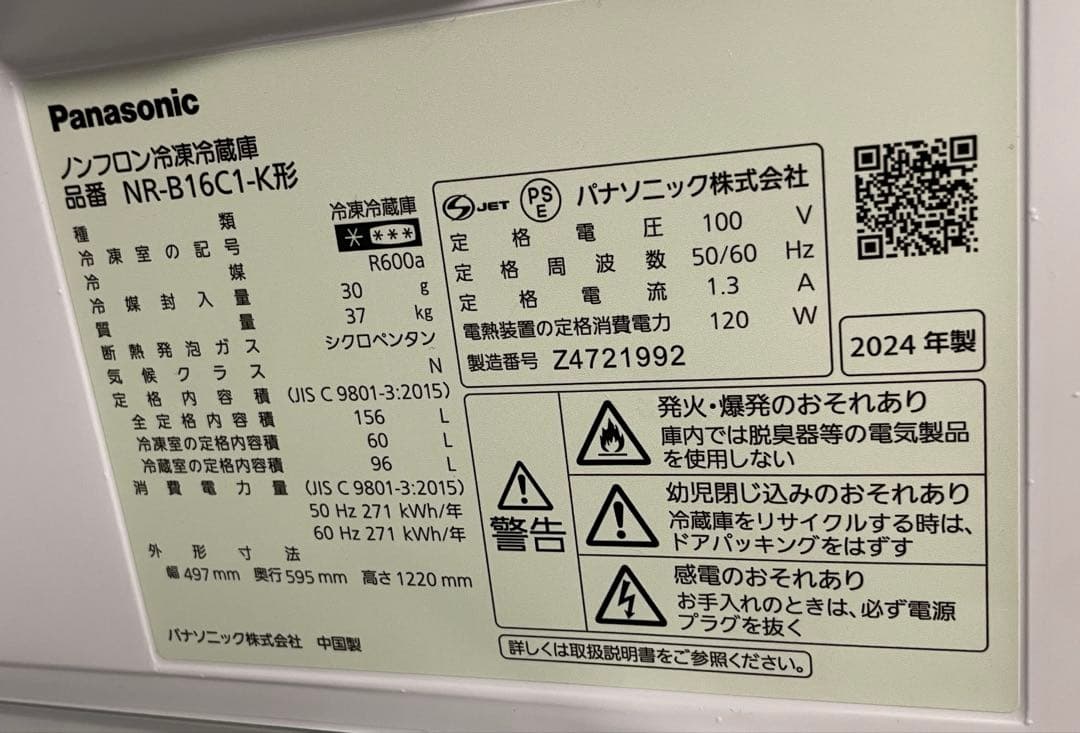 Panasonic
ノンフロン冷凍冷蔵庫
品番 NR-B16C1-K形
種類 冷凍冷蔵庫
冷凍室の記号 * ***
冷媒 R600a
冷媒封入量 30 g
質量 37 kg
断熱発泡ガス シクロペンタン
気候クラス N
定格内容積 (JIS C 9801-3:2015)
全定格内容積 156 L
冷凍室の定格内容積 60 L
冷蔵室の定格内容積 96 L
消費電力量 (JIS C 9801-3:2015)
50 Hz 271 kWh/年
60 Hz 271 kWh/年
外形寸法
幅 497 mm 奥行 595 mm 高さ 1220 mm
パナソニック株式会社 中国製
JET PSE パナソニック株式会社
定格電圧 100 V
定格周波数 50/60 Hz
定格電流 1.3 A
電熱装置の定格消費電力 120 W
製造番号 Z4721992
2024 年製
警告
発火・爆発のおそれあり
庫内では脱臭器等の電気製品
を使用しない
幼児閉じ込みのおそれあり
冷蔵庫をリサイクルする時は、
ドアパッキングをはずす
感電のおそれあり
お手入れのときは、必ず電源
プラグを抜く
詳しくは取扱説明書をご参照ください。